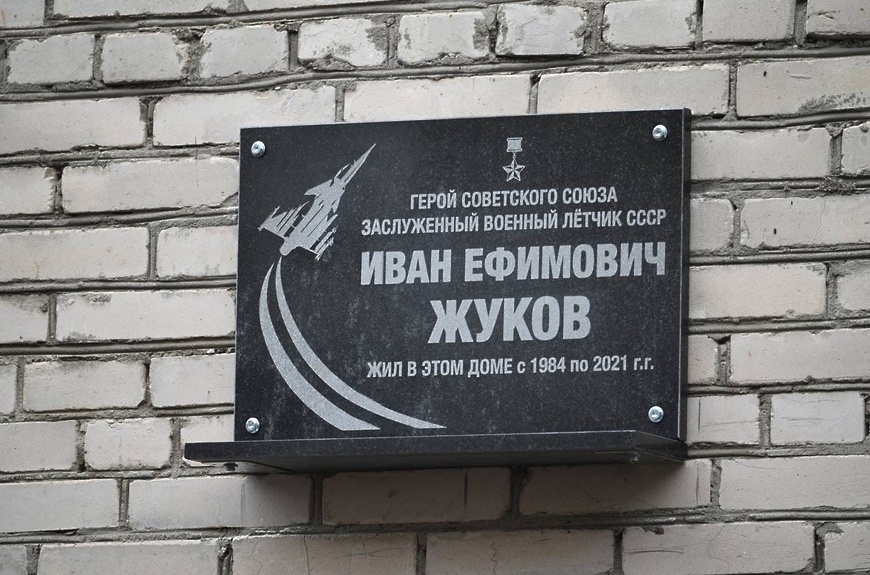 ГЕРОЙ СОВЕТСКОГО СОЮЗА
ЗАСЛУЖЕННЫЙ ВОЕННЫЙ ЛЁТЧИК СССР
ИВАН ЕФИМОВИЧ
ЖУКОВ
ЖИЛ В ЭТОМ ДОМЕ с 1984 по 2021 г.г.